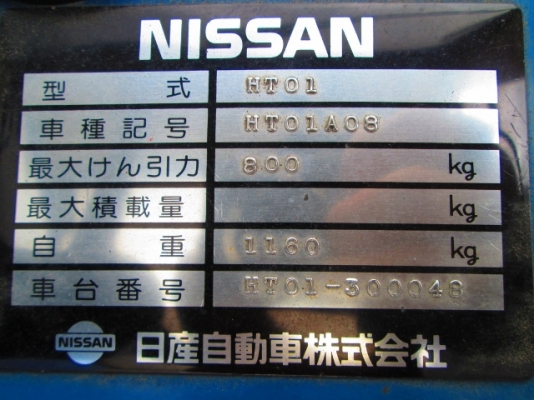 NISSAN
型式 HT01
車種記号 HT01A08
最大けん引力 800 kg
最大積載量 kg
自重 1160 kg
車台番号 HT01-300048
NISSAN 日産自動車株式会社